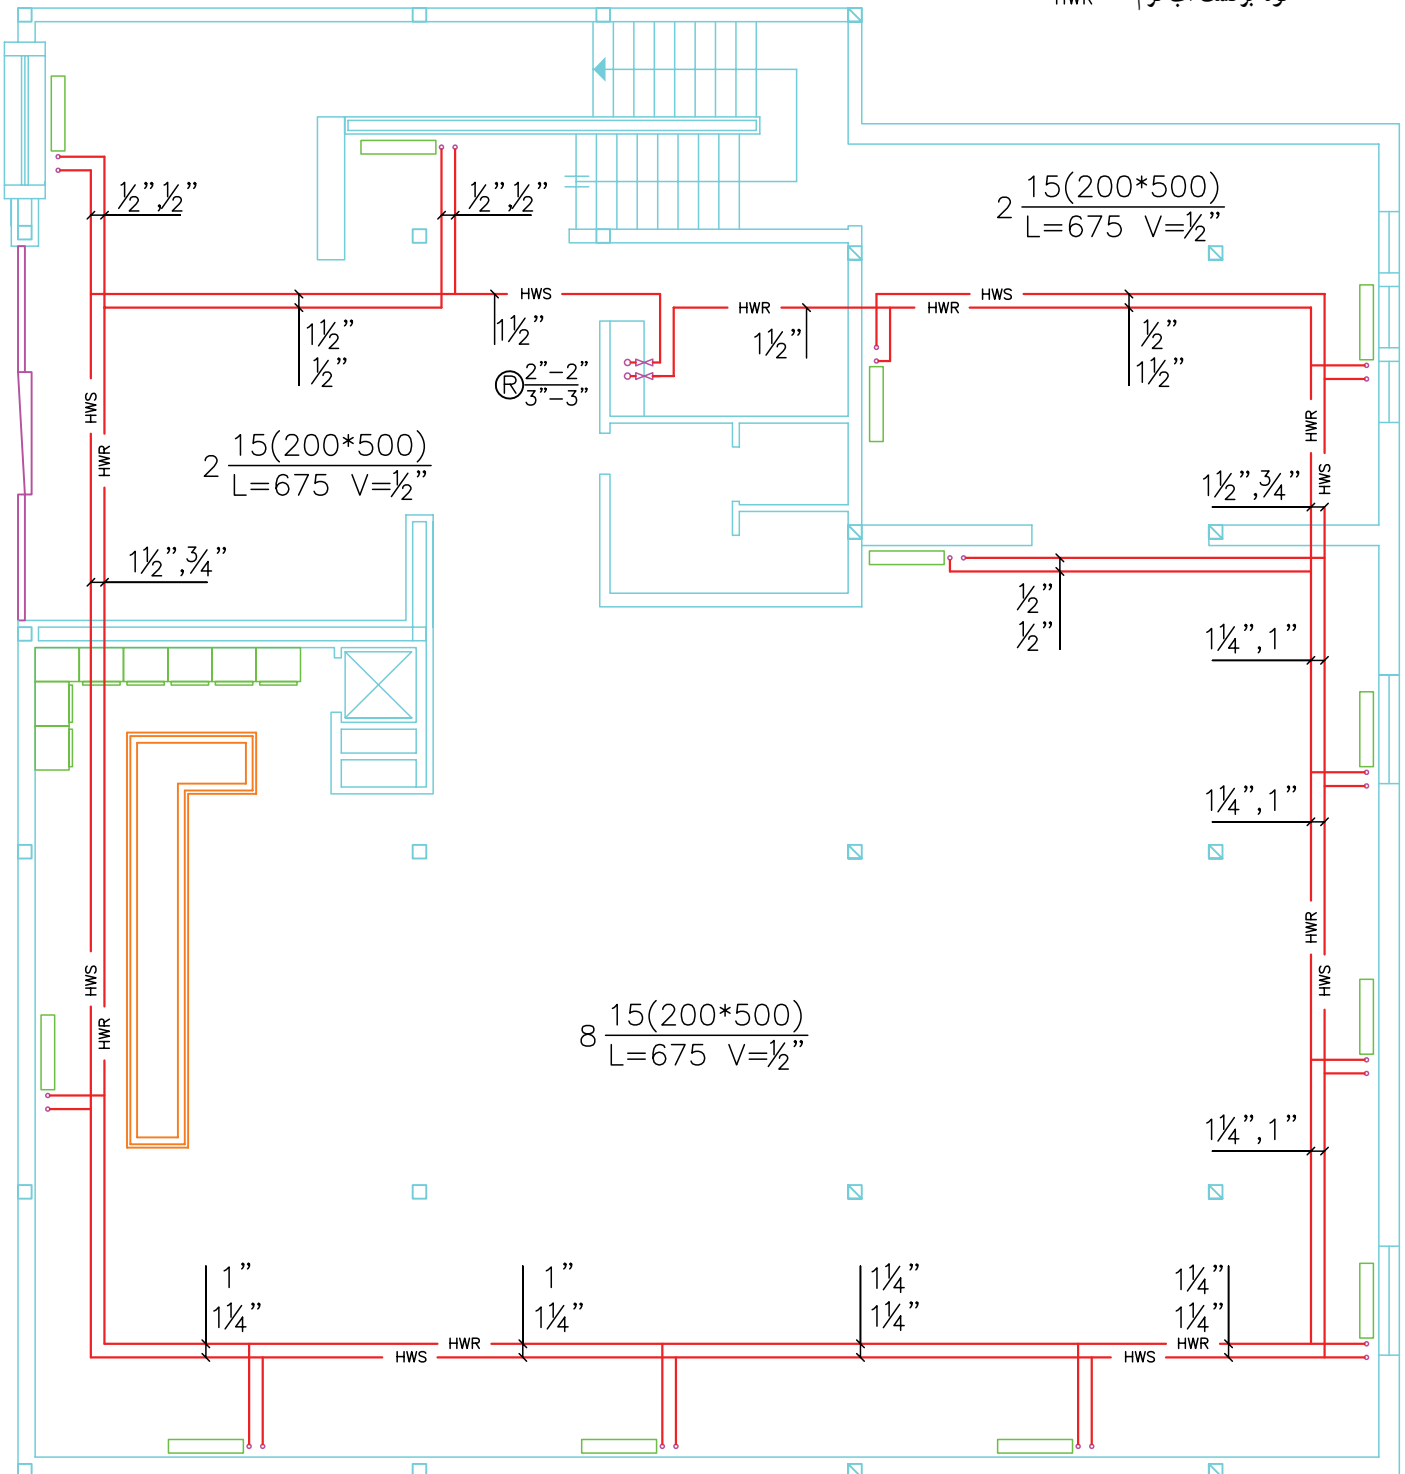 HWR
½”,½”
½”,½”
2 15(200*500)
L=675 V=½”
HWS
HWR
HWS
HWR
1½”
½”
1½”
1½”
½”
1½”
R 2”-2”
3”-3”
HWS
HWR
HWR
HWS
2 15(200*500)
L=675 V=½”
1½”,¾”
1½”,¾”
½”
½”
1¼”,1”
1¼”,1”
HWR
HWS
HWS
HWR
8 15(200*500)
L=675 V=½”
1¼”,1”
1”
1¼”
1”
1¼”
1¼”
1¼”
1¼”
1¼”
HWR
HWS
HWR
HWS